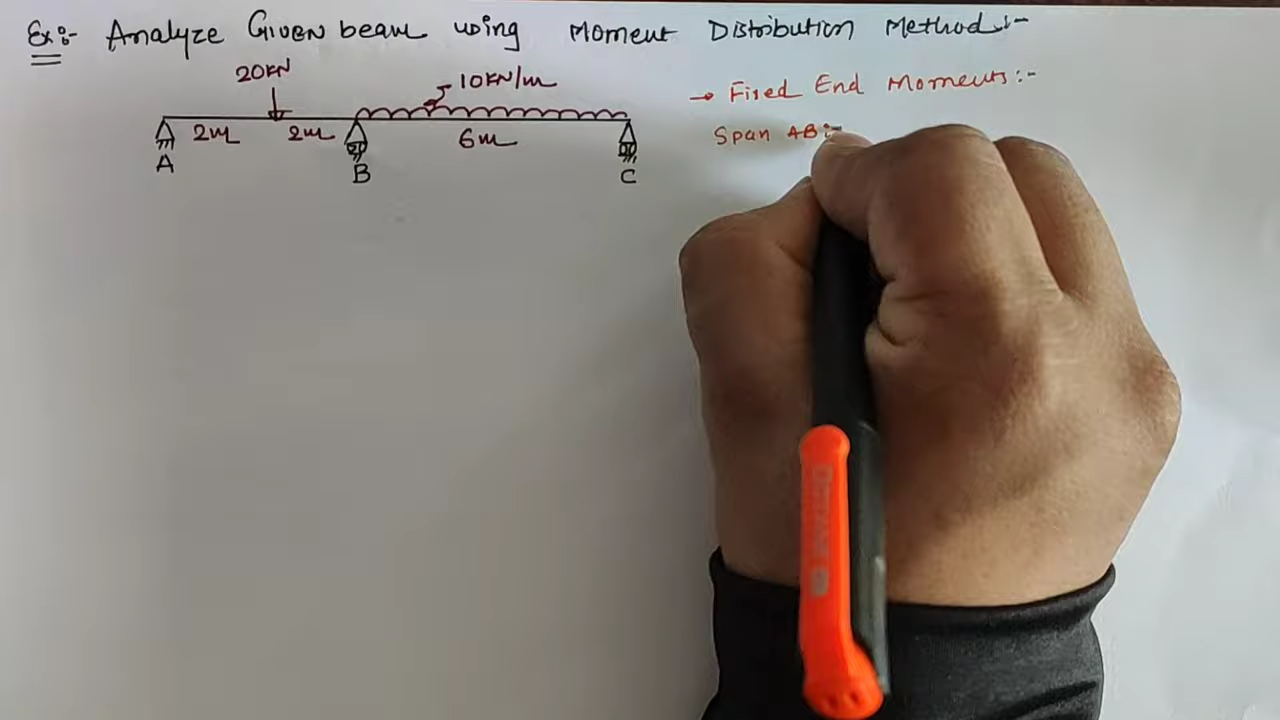 Ex:- Analyze Given beam using Moment Distribution Method:-
20KN
10KN/m
→ Fixed End Moments:-
Span AB:-
2m 2m 6m
A B C